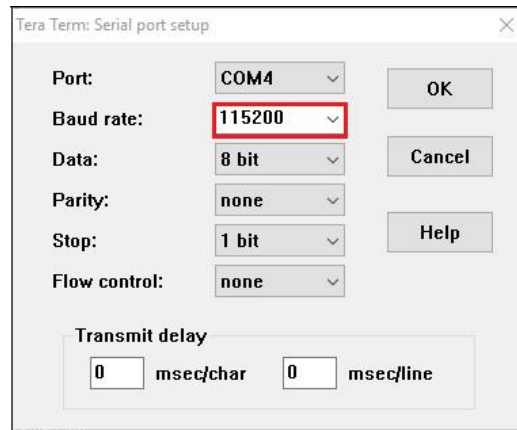 Tera Term: Serial port setup
Port: COM4
OK
Baud rate: 115200
Data: 8 bit
Cancel
Parity: none
Stop: 1 bit
Help
Flow control: none
Transmit delay
0 msec/char 0 msec/line